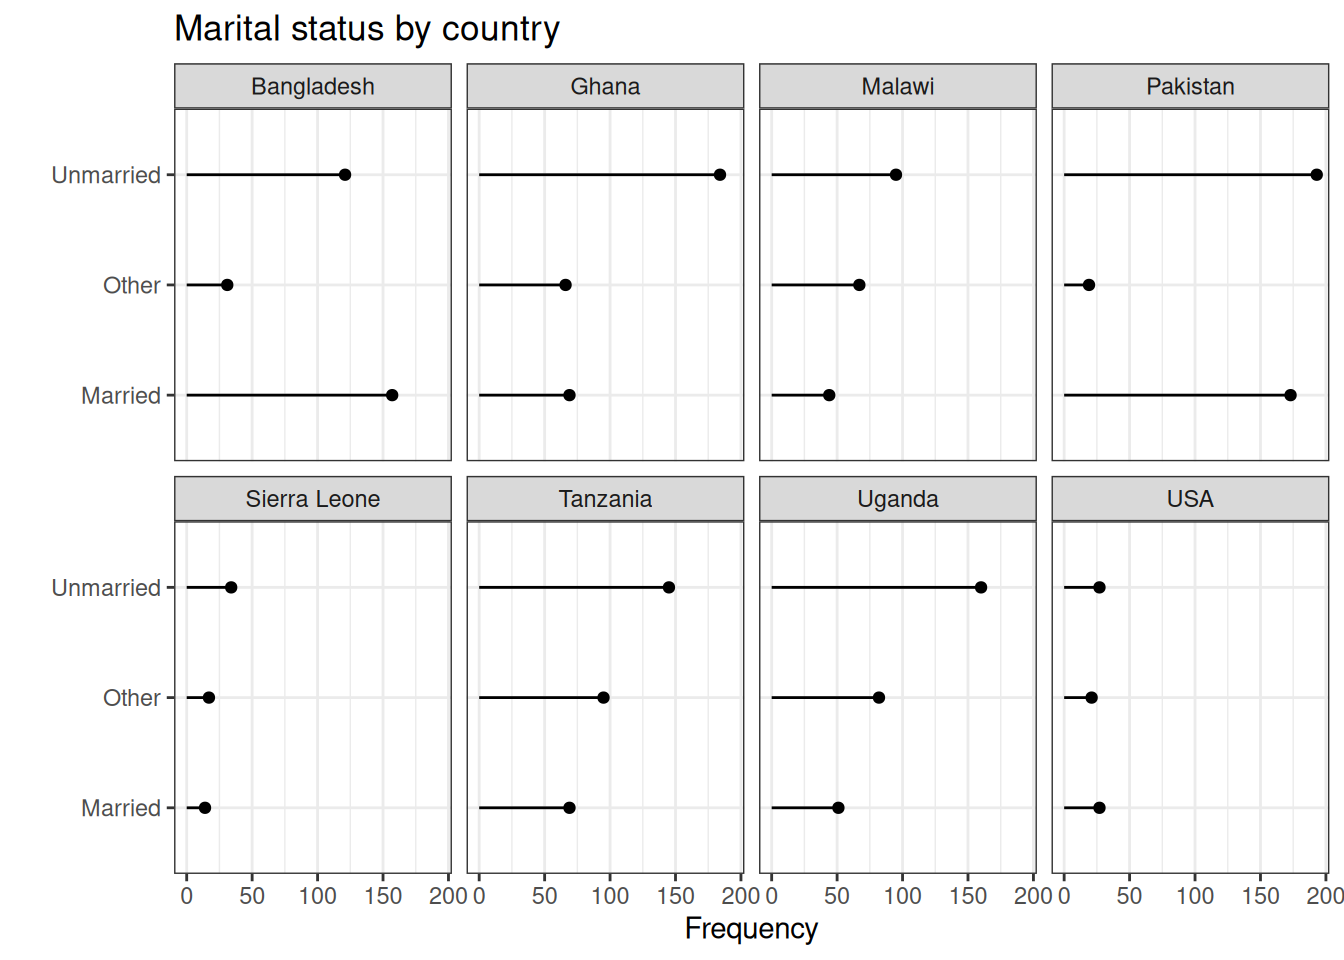 Marital status by country
Bangladesh Ghana Malawi Pakistan
Unmarried
Other
Married
Sierra Leone Tanzania Uganda USA
Unmarried
Other
Married
0 50 100 150 200 0 50 100 150 200 0 50 100 150 200 0 50 100 150 200
Frequency